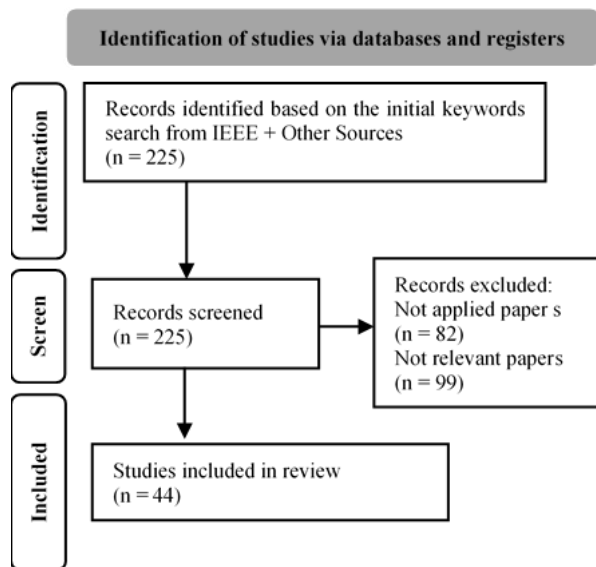 Identification of studies via databases and registers
Identification
Records identified based on the initial keywords
search from IEEE + Other Sources
(n = 225)
Screen
Records screened
(n = 225)
Records excluded:
Not applied paper s
(n = 82)
Not relevant papers
(n = 99)
Included
Studies included in review
(n = 44)